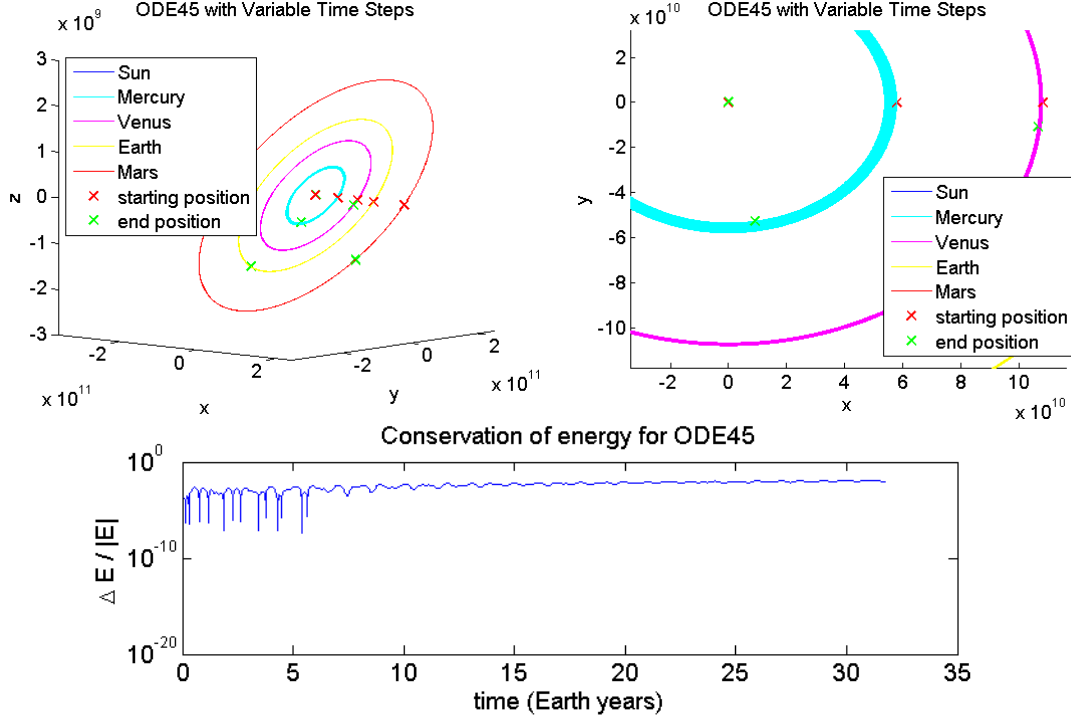 ODE45 with Variable Time Steps
x 10^9
3
2
1
0
-1
-2
-3
z
Sun
Mercury
Venus
Earth
Mars
starting position
end position
-2
0
2
x 10^11
x
-2
0
2
x 10^11
y
ODE45 with Variable Time Steps
x 10^10
2
0
-2
-4
-6
-8
-10
y
Sun
Mercury
Venus
Earth
Mars
starting position
end position
-2
0
2
4
6
8
10
x
x 10^10
Conservation of energy for ODE45
10^0
10^-10
10^-20
Δ E / |E|
0
5
10
15
20
25
30
35
time (Earth years)